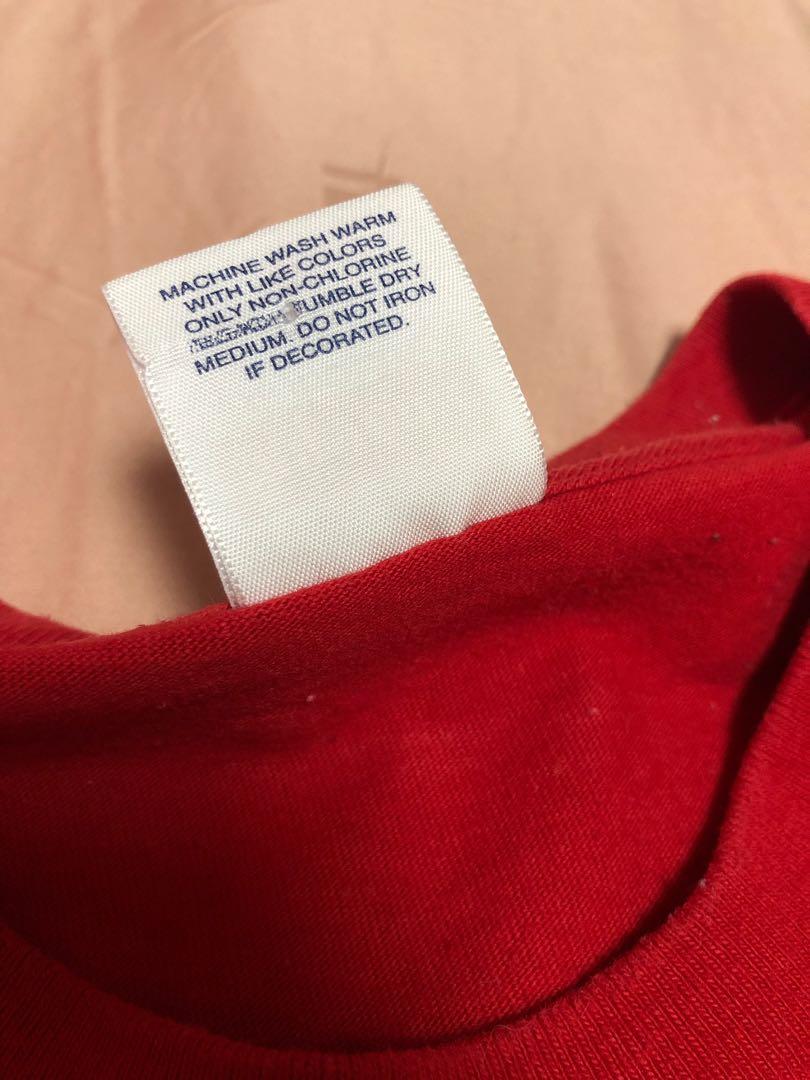 MACHINE WASH WARM
WITH LIKE COLORS
ONLY NON-CHLORINE
TUMBLE DRY
MEDIUM. DO NOT IRON
IF DECORATED.